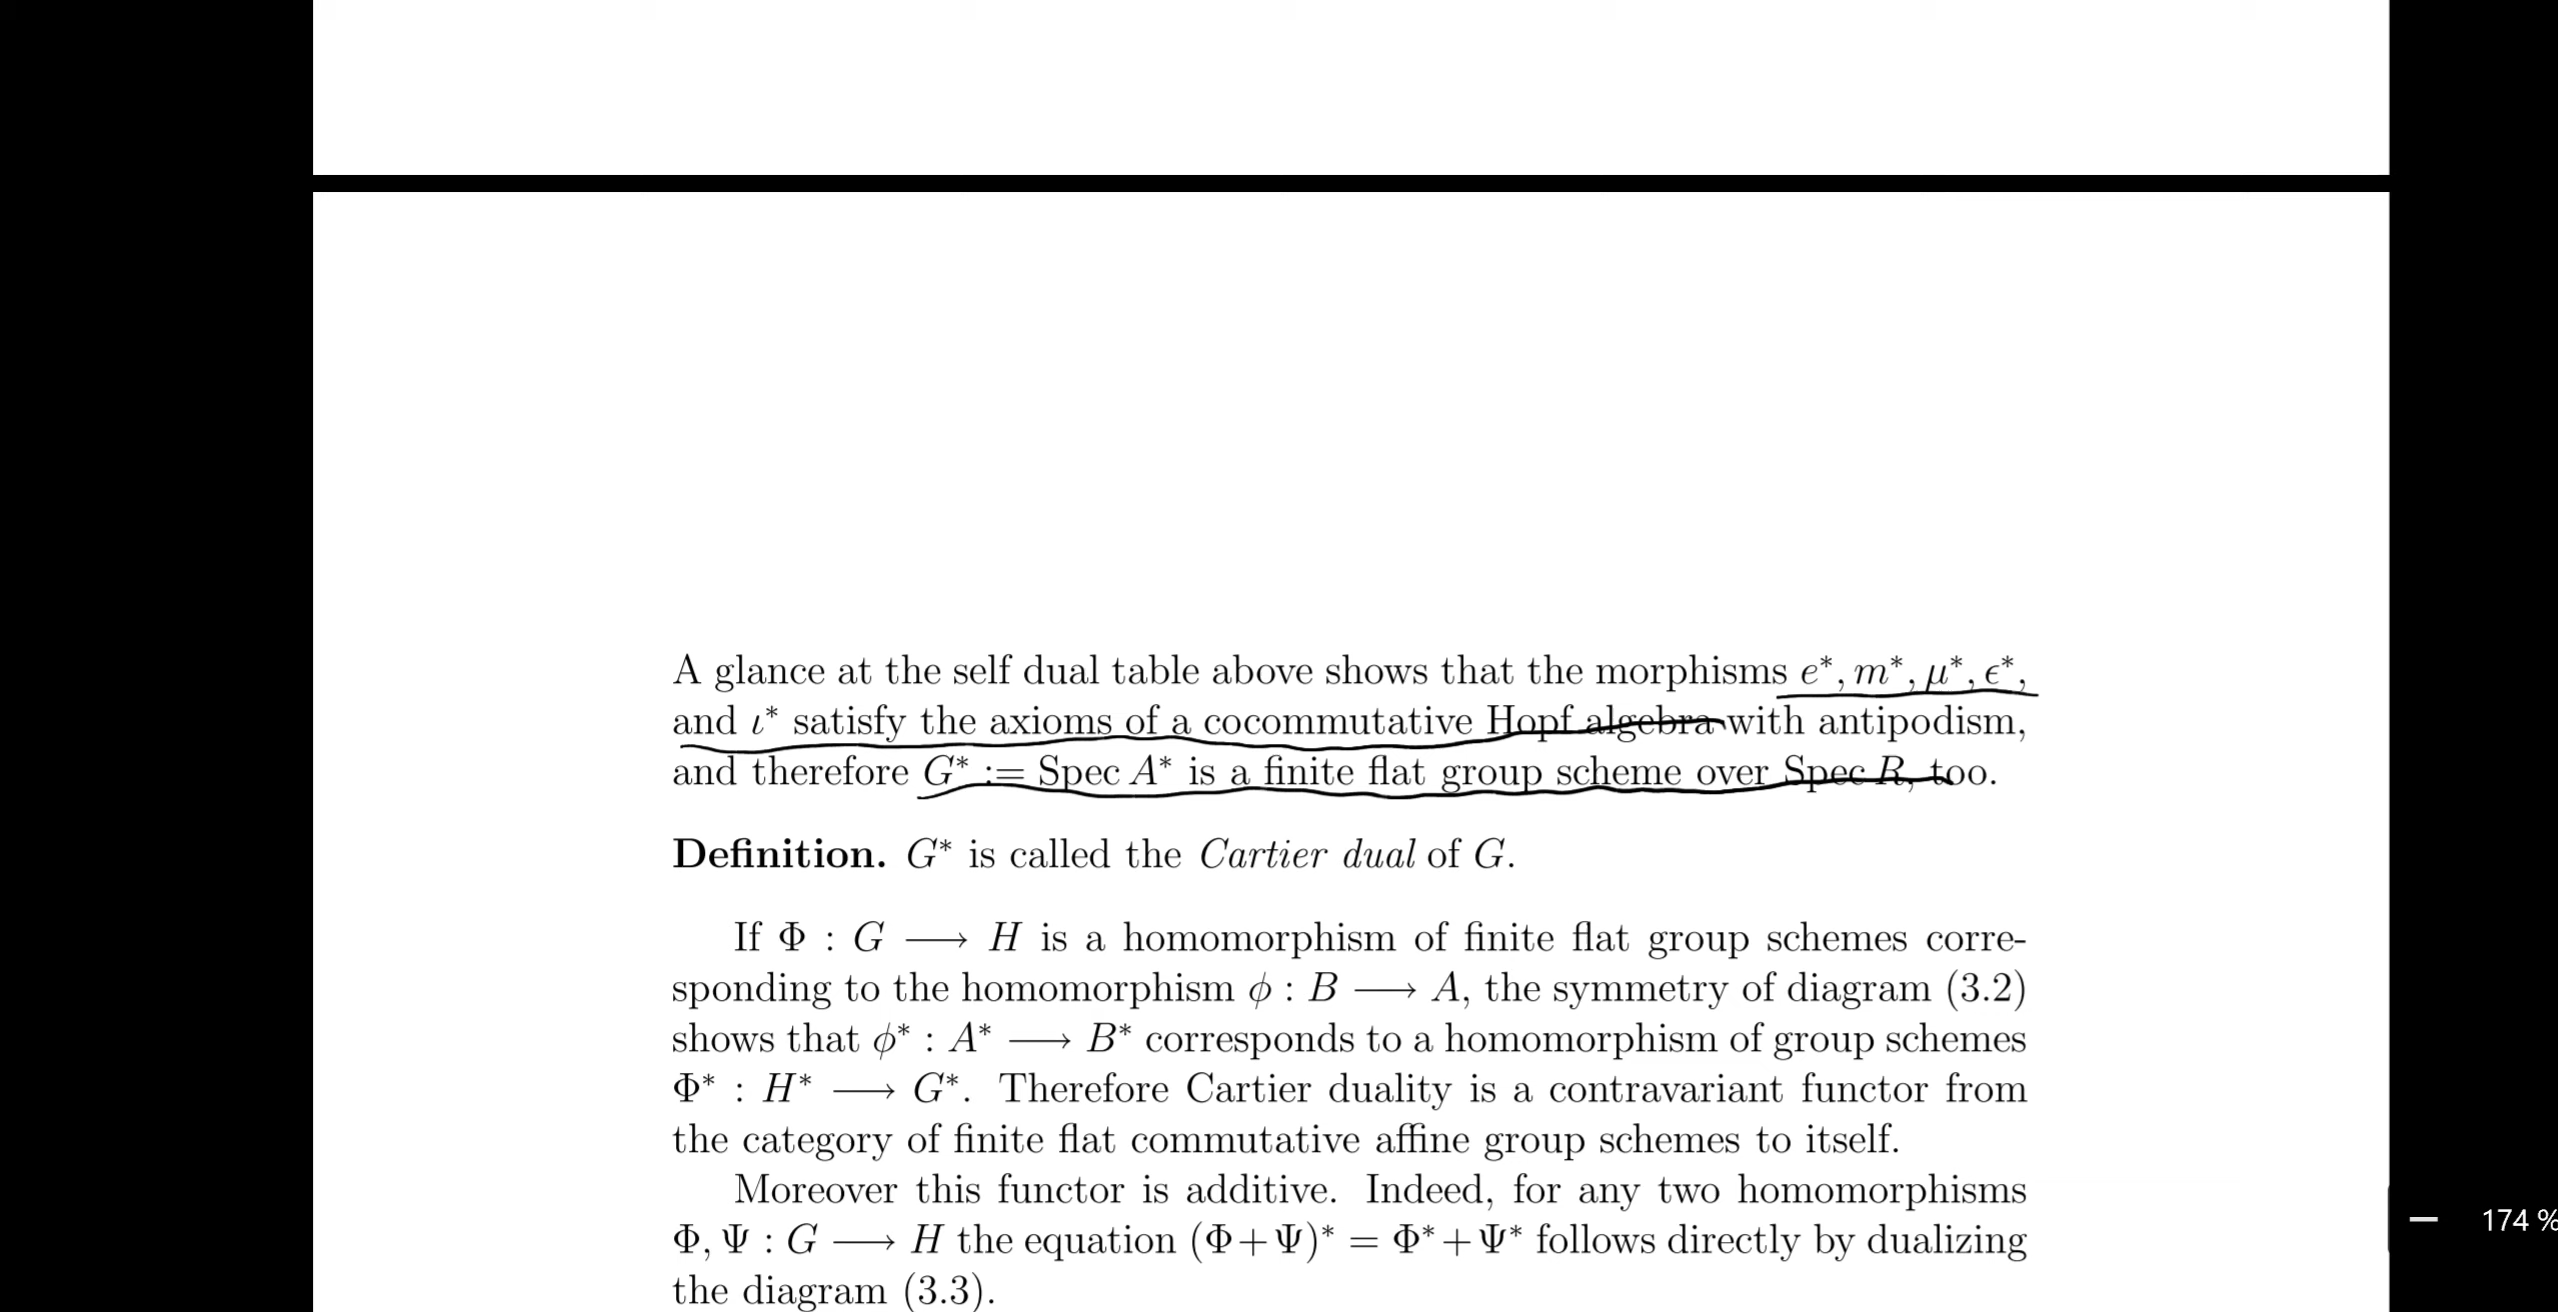 A glance at the self dual table above shows that the morphisms e*, m*, μ*, ϵ*,
and ι* satisfy the axioms of a cocommutative Hopf algebra with antipodism,
and therefore G* := Spec A* is a finite flat group scheme over Spec R, too.
Definition. G* is called the Cartier dual of G.
If Φ : G ⟶ H is a homomorphism of finite flat group schemes corre-
sponding to the homomorphism ϕ : B ⟶ A, the symmetry of diagram (3.2)
shows that ϕ* : A* ⟶ B* corresponds to a homomorphism of group schemes
Φ* : H* ⟶ G*. Therefore Cartier duality is a contravariant functor from
the category of finite flat commutative affine group schemes to itself.
Moreover this functor is additive. Indeed, for any two homomorphisms
Φ, Ψ : G ⟶ H the equation (Φ+Ψ)* = Φ*+Ψ* follows directly by dualizing
the diagram (3.3).
174 %